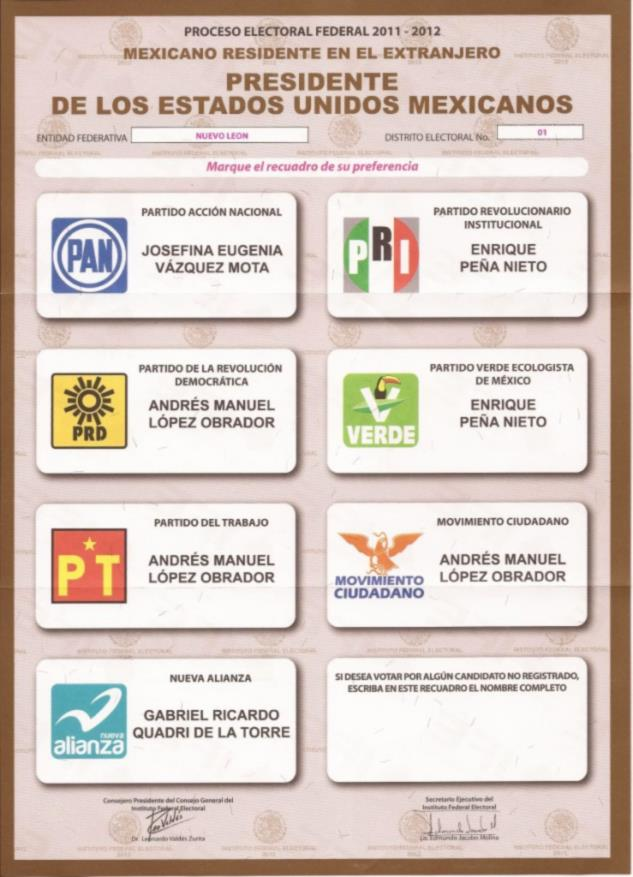 PROCESO ELECTORAL FEDERAL 2011 - 2012
MEXICANO RESIDENTE EN EL EXTRANJERO
PRESIDENTE
DE LOS ESTADOS UNIDOS MEXICANOS
ENTIDAD FEDERATIVA NUEVO LEON DISTRITO ELECTORAL No. 01
Marque el recuadro de su preferencia
PAN
PARTIDO ACCIÓN NACIONAL
JOSEFINA EUGENIA
VÁZQUEZ MOTA
PRI
PARTIDO REVOLUCIONARIO
INSTITUCIONAL
ENRIQUE
PEÑA NIETO
PRD
PARTIDO DE LA REVOLUCIÓN
DEMOCRÁTICA
ANDRÉS MANUEL
LÓPEZ OBRADOR
VERDE
PARTIDO VERDE ECOLOGISTA
DE MÉXICO
ENRIQUE
PEÑA NIETO
PT
PARTIDO DEL TRABAJO
ANDRÉS MANUEL
LÓPEZ OBRADOR
MOVIMIENTO
CIUDADANO
MOVIMIENTO CIUDADANO
ANDRÉS MANUEL
LÓPEZ OBRADOR
nueva
alianza
NUEVA ALIANZA
GABRIEL RICARDO
QUADRI DE LA TORRE
SI DESEA VOTAR POR ALGÚN CANDIDATO NO REGISTRADO,
ESCRIBA EN ESTE RECUADRO EL NOMBRE COMPLETO
Consejero Presidente del Consejo General del
Instituto Federal Electoral
Dr. Leonardo Valdés Zurita
Secretario Ejecutivo del
Instituto Federal Electoral
Lic. Edmundo Jacobo Molina